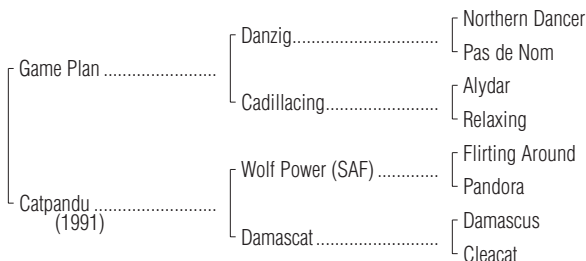 Northern Dancer
Danzig
Pas de Nom
Game Plan
Alydar
Cadillacing
Relaxing
Flirting Around
Wolf Power (SAF)
Pandora
Catpandu
(1991)
Damascus
Damascat
Cleacat